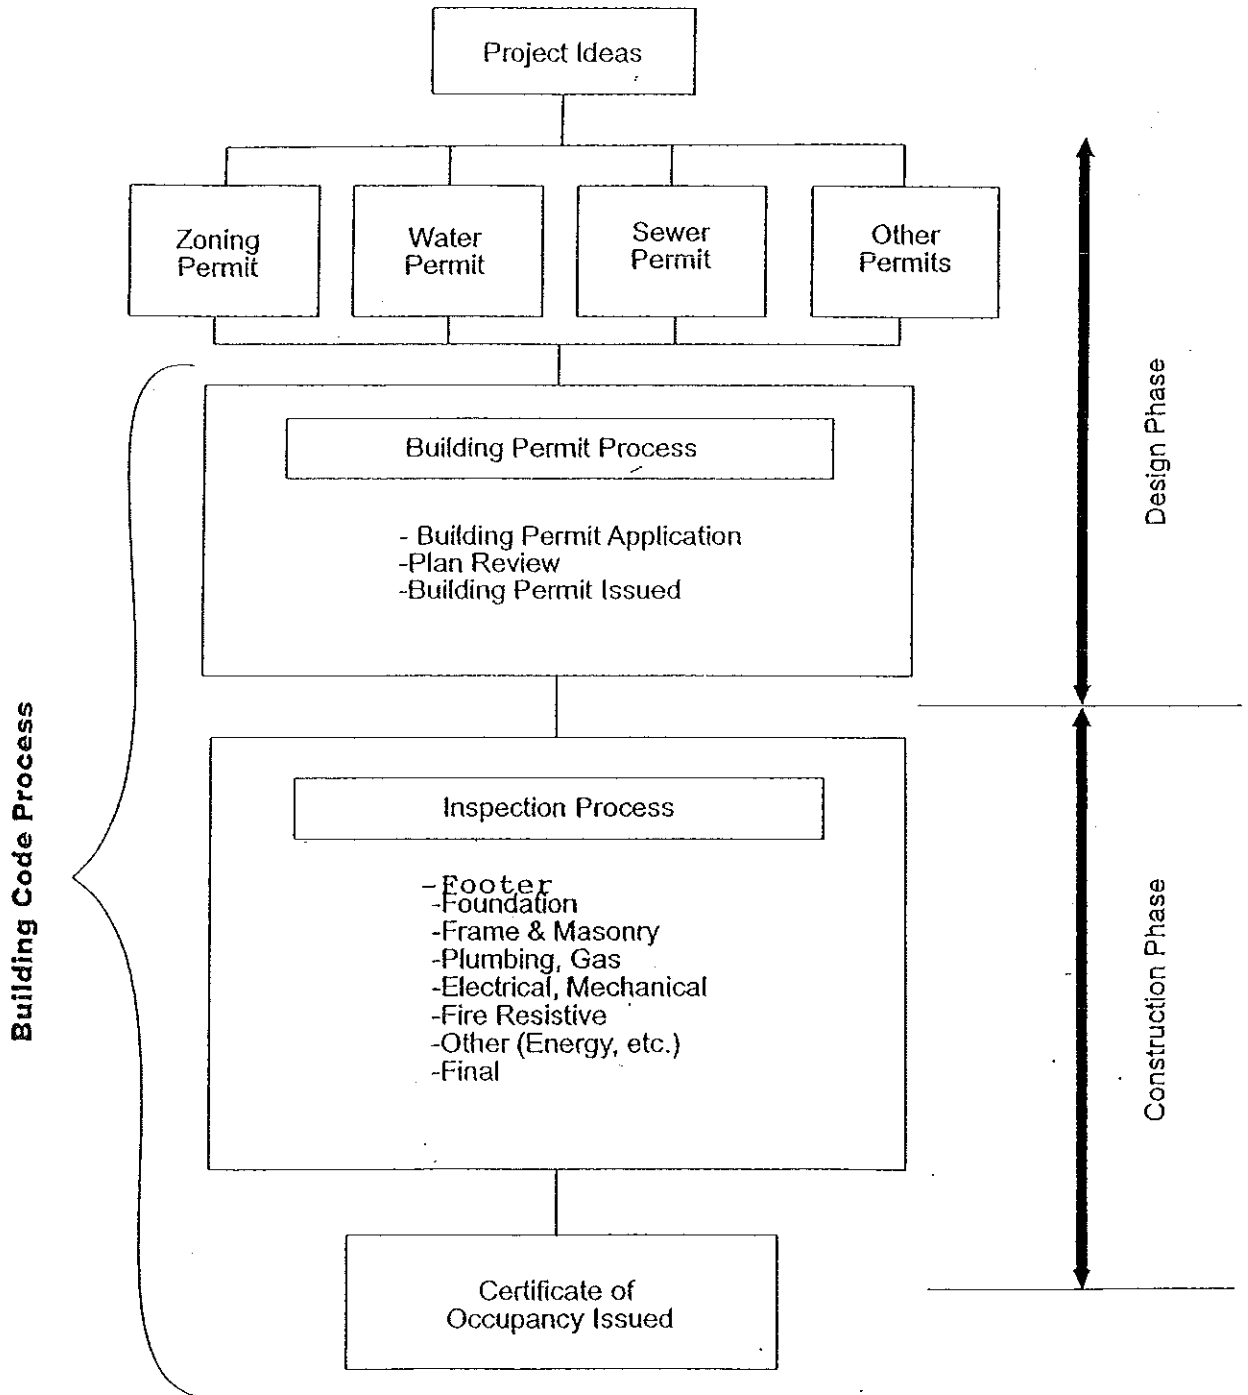 Project Ideas
Zoning
Permit
Water
Permit
Sewer
Permit
Other
Permits
Building Permit Process
- Building Permit Application
-Plan Review
-Building Permit Issued
Inspection Process
-Footer
-Foundation
-Frame & Masonry
-Plumbing, Gas
-Electrical, Mechanical
-Fire Resistive
-Other (Energy, etc.)
-Final
Certificate of
Occupancy Issued
Building Code Process
Design Phase
Construction Phase